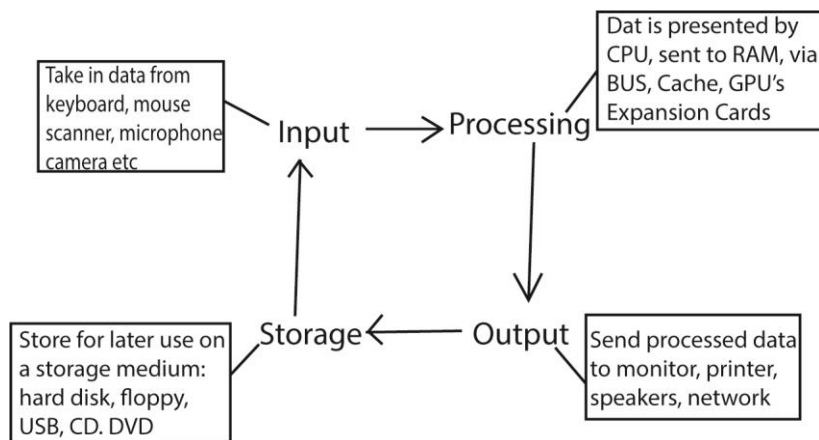 Take in data from
keyboard, mouse
scanner, microphone
camera etc
Input
Processing
Dat is presented by
CPU, sent to RAM, via
BUS, Cache, GPU's
Expansion Cards
Store for later use on
a storage medium:
hard disk, floppy,
USB, CD. DVD
Storage
Output
Send processed data
to monitor, printer,
speakers, network